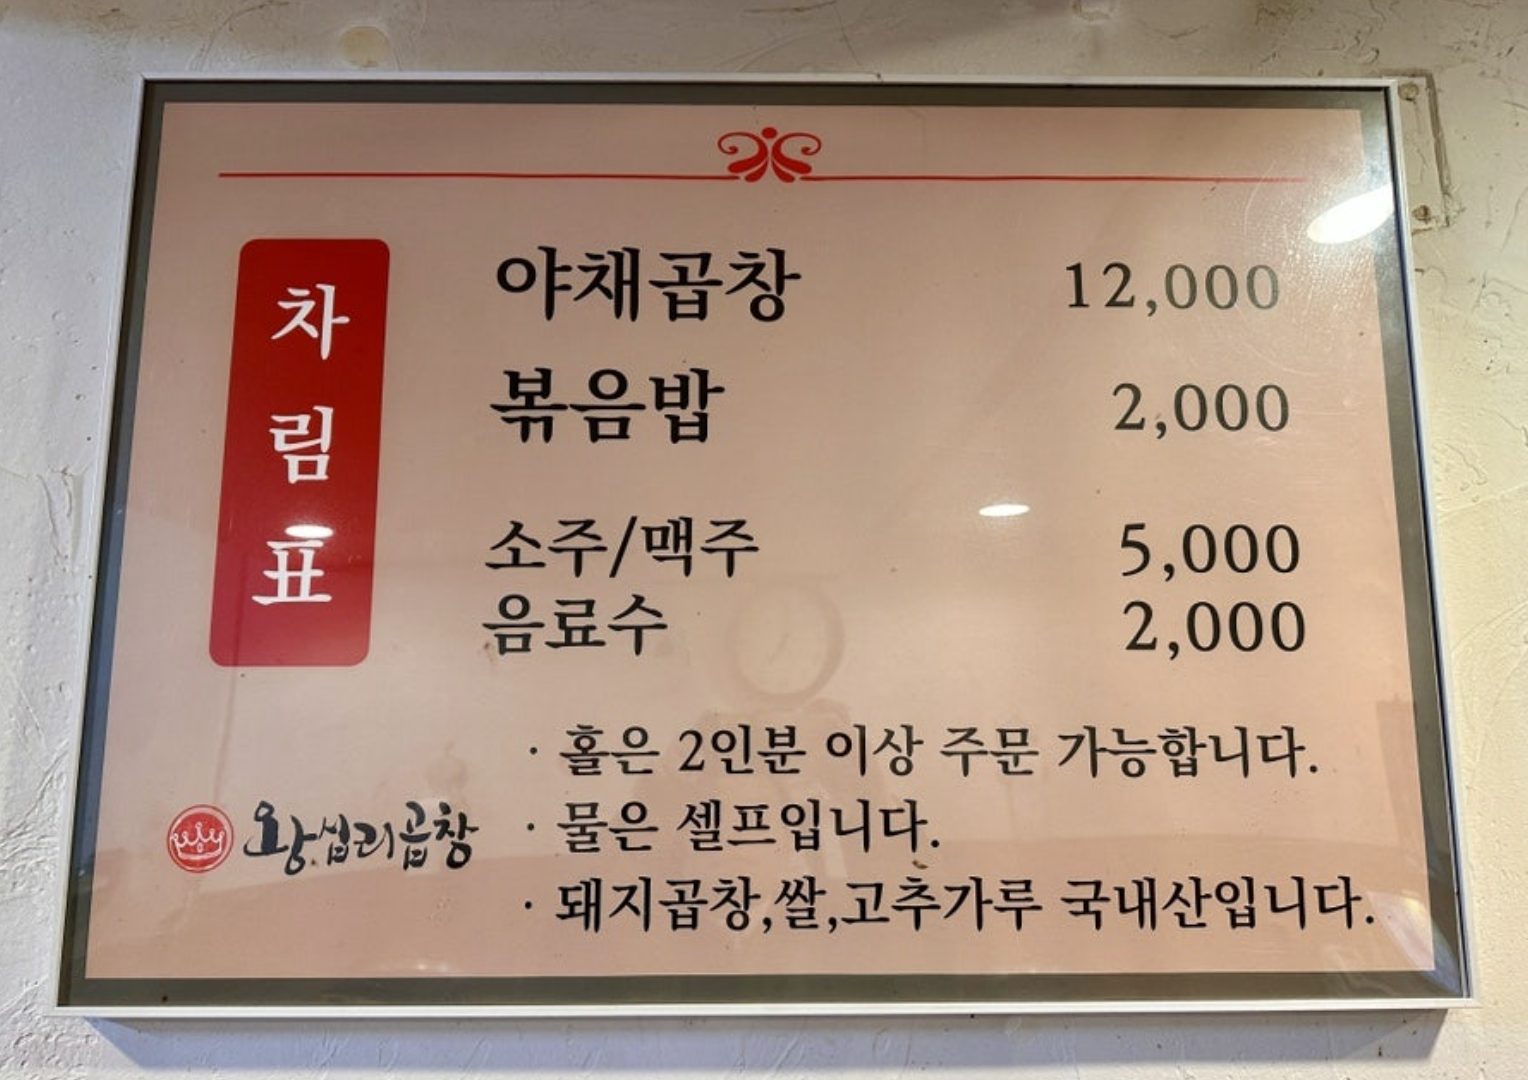 차림표
야채곱창 12,000
볶음밥 2,000
소주/맥주 5,000
음료수 2,000
· 홀은 2인분 이상 주문 가능합니다.
· 물은 셀프입니다.
· 돼지곱창,쌀,고추가루 국내산입니다.
왕섭리곱창